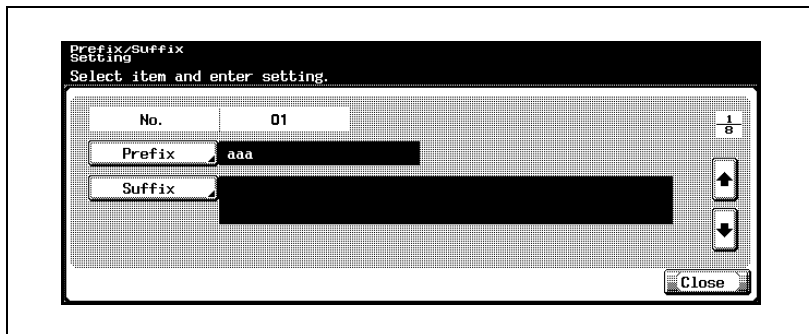 Prefix/Suffix
Setting
Select item and enter setting.
No. 01
1
8
Prefix aaa
Suffix
Close